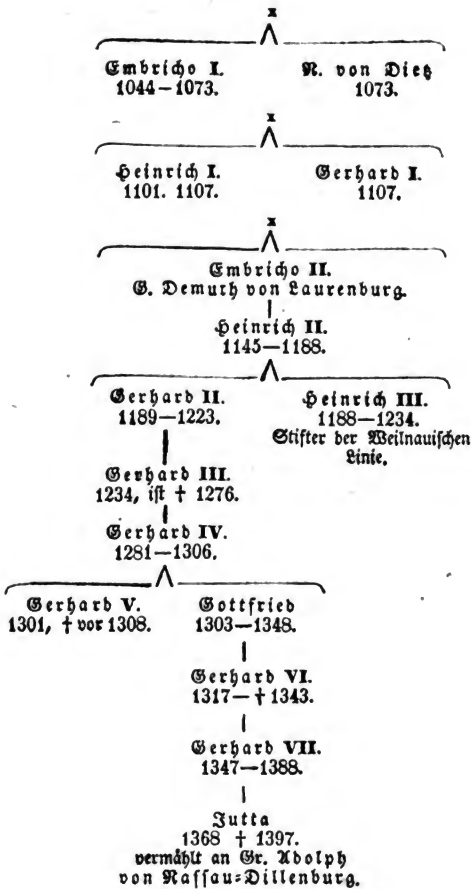 x
Embricho I. N. von Dietz
1044–1073. 1073.
x
Heinrich I. Gerhard I.
1101. 1107. 1107.
x
Embricho II.
G. Demuth von Laurenburg.
Heinrich II.
1145–1188.
Gerhard II. Heinrich III.
1189–1223. 1188–1234.
Stifter der Weilnauischen
Linie.
Gerhard III.
1234, ist † 1276.
Gerhard IV.
1281–1306.
Gerhard V. Gottfried
1301, † vor 1308. 1303–1348.
Gerhard VI.
1317– † 1343.
Gerhard VII.
1347–1388.
Jutta
1368 † 1397.
vermählt an Gr. Adolph
von Nassau-Dillenburg.